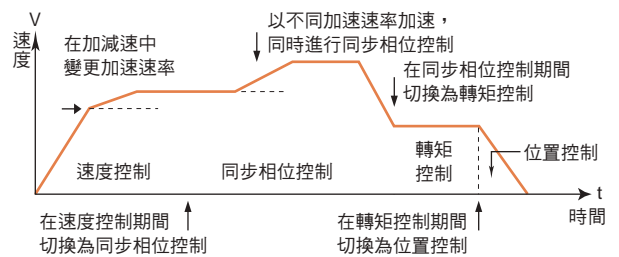 V
速度
在加減速中
變更加速速率
以不同加速速率加速，
同時進行同步相位控制
在同步相位控制期間
切換為轉矩控制
速度控制
同步相位控制
轉矩
控制
位置控制
t
時間
在速度控制期間
切換為同步相位控制
在轉矩控制期間
切換為位置控制